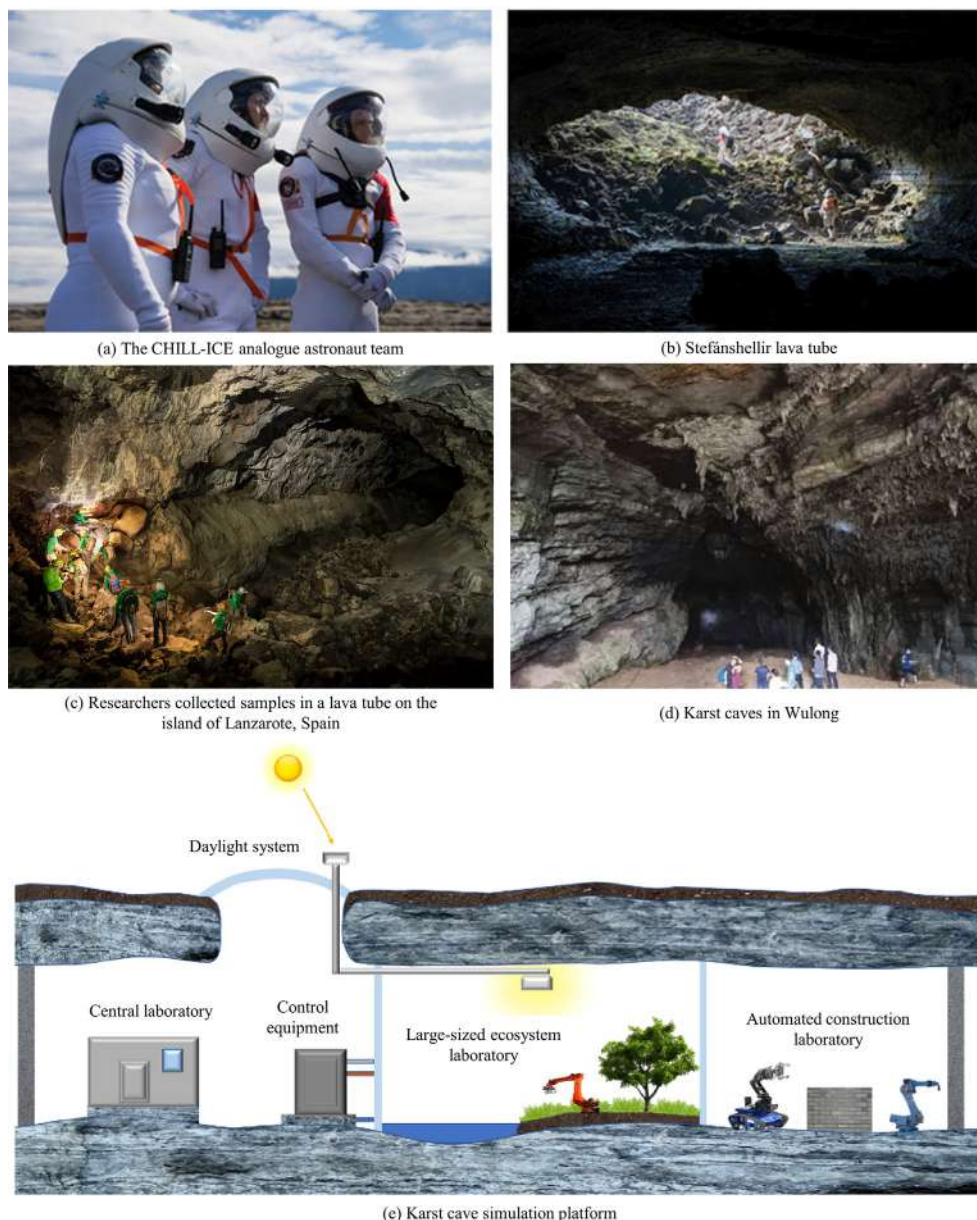 (a) The CHILL-ICE analogue astronaut team
(b) Stefánshellir lava tube
(c) Researchers collected samples in a lava tube on the
island of Lanzarote, Spain
(d) Karst caves in Wulong
Daylight system
Central laboratory
Control
equipment
Large-sized ecosystem
laboratory
Automated construction
laboratory
(e) Karst cave simulation platform